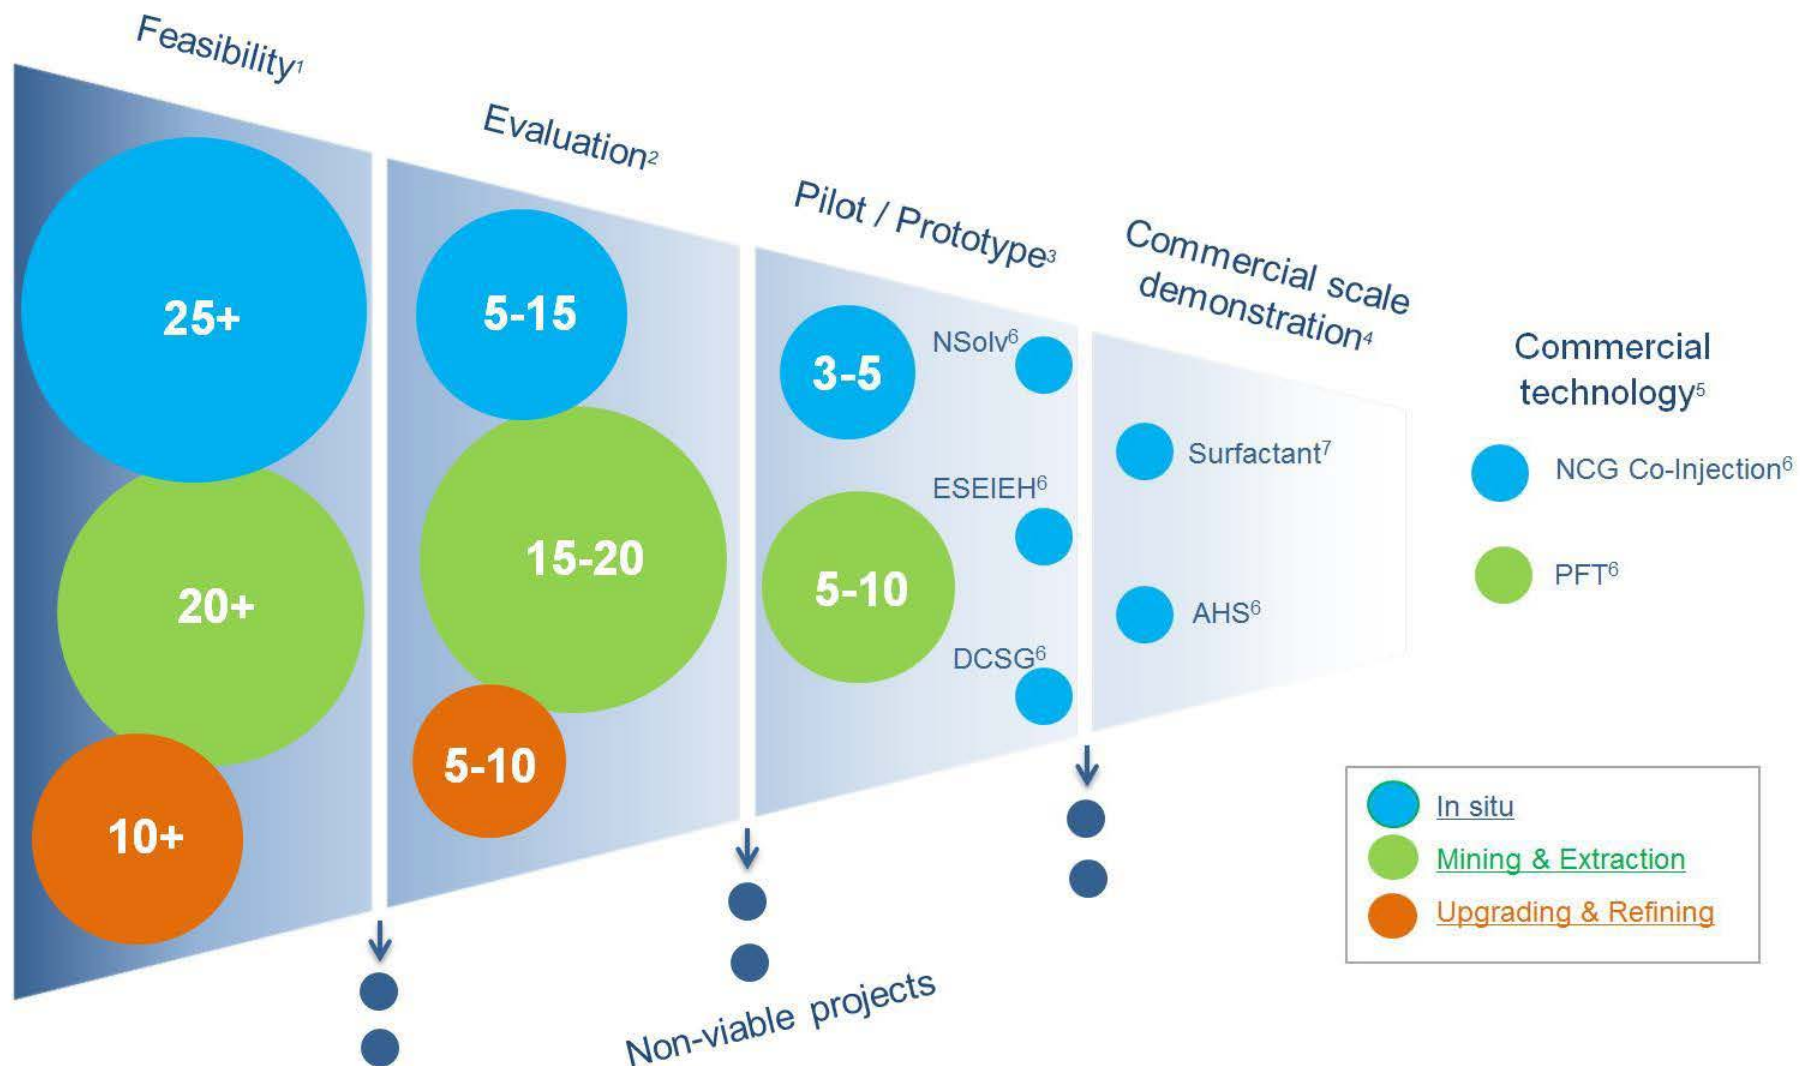 Feasibility¹
Evaluation²
Pilot / Prototype³
Commercial scale
demonstration⁴
Commercial
technology⁵
25+
20+
10+
5-15
15-20
5-10
3-5
5-10
NSolv⁶
ESEIEH⁶
DCSG⁶
Surfactant⁷
AHS⁶
NCG Co-Injection⁶
PFT⁶
Non-viable projects
In situ
Mining & Extraction
Upgrading & Refining